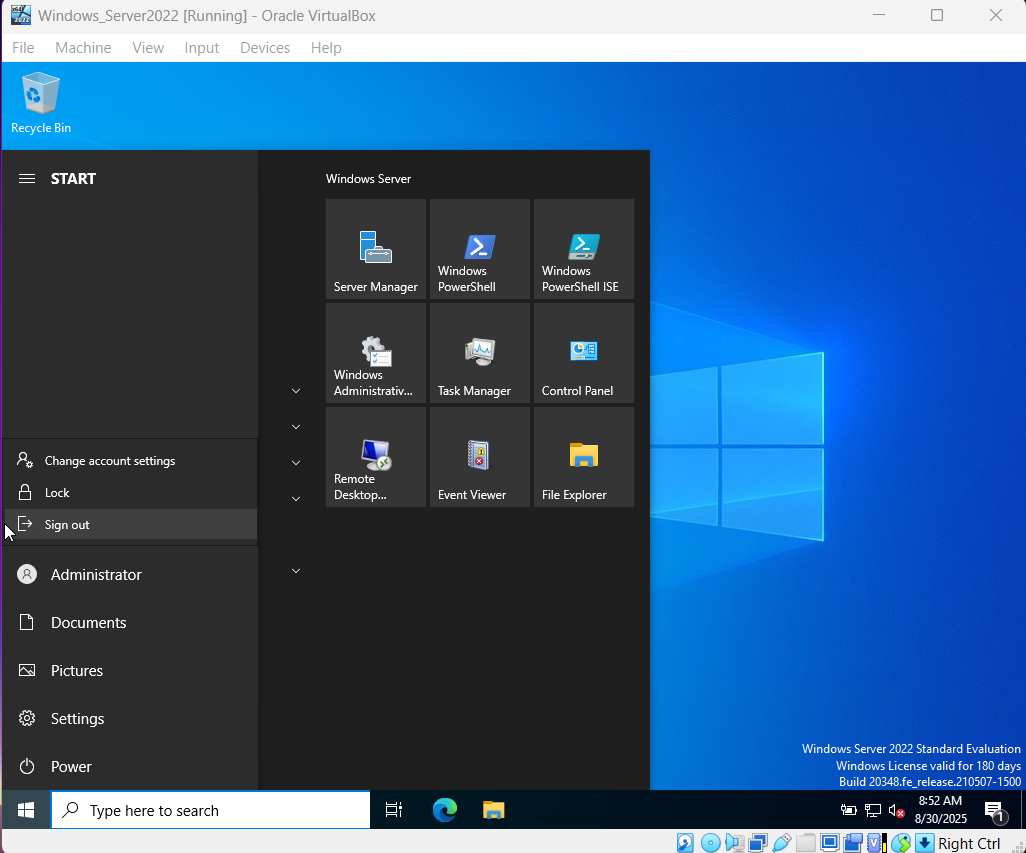 Windows_Server2022 [Running] - Oracle VirtualBox
File Machine View Input Devices Help
Recycle Bin
START
Windows Server
Server Manager
Windows
PowerShell
Windows
PowerShell ISE
Windows
Administrativ...
Task Manager
Control Panel
Remote
Desktop...
Event Viewer
File Explorer
Change account settings
Lock
Sign out
Administrator
Documents
Pictures
Settings
Power
Windows Server 2022 Standard Evaluation
Windows License valid for 180 days
Build 20348.fe_release.210507-1500
Type here to search
8:52 AM
8/30/2025
1
Right Ctrl